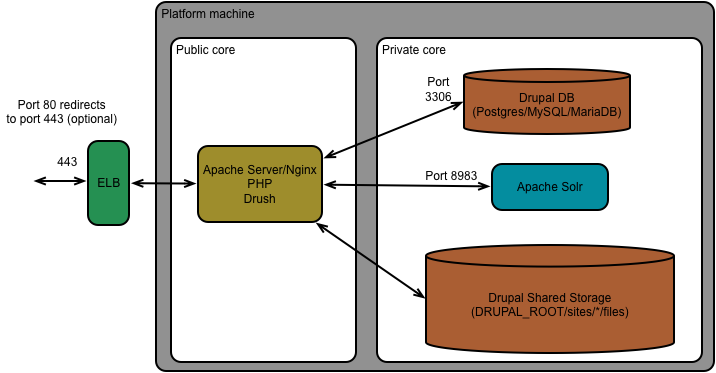 Platform machine
Public core
Private core
Port
3306
Drupal DB
(Postgres/MySQL/MariaDB)
Port 80 redirects
to port 443 (optional)
443
ELB
Apache Server/Nginx
PHP
Drush
Port 8983
Apache Solr
Drupal Shared Storage
(DRUPAL_ROOT/sites/*/files)